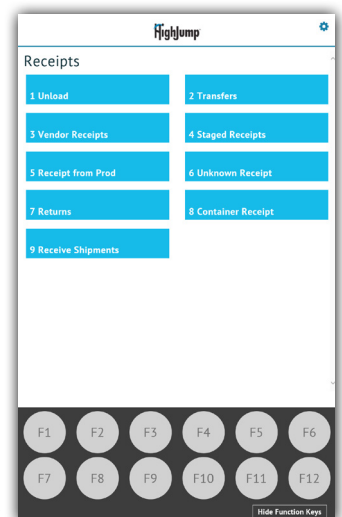 HighJump
Receipts
1 Unload
2 Transfers
3 Vendor Receipts
4 Staged Receipts
5 Receipt from Prod
6 Unknown Receipt
7 Returns
8 Container Receipt
9 Receive Shipments
F1 F2 F3 F4 F5 F6
F7 F8 F9 F10 F11 F12
Hide Function Keys